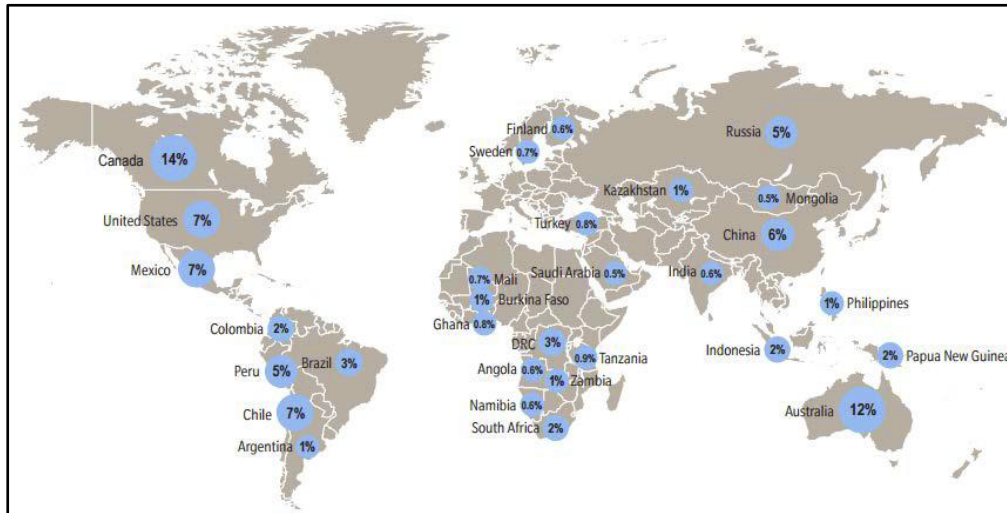 Finland 0.6%
Russia 5%
Sweden 0.7%
Canada 14%
Kazakhstan 1%
0.5% Mongolia
United States 7%
Turkey 0.8%
China 6%
Mexico 7%
0.7% Mali
Saudi Arabia 0.5%
India 0.6%
1% Burkina Faso
1% Philippines
Ghana 0.8%
Colombia 2%
DRC 3%
Indonesia 2%
2% Papua New Guinea
Brazil 3%
0.9% Tanzania
Peru 5%
Angola 0.6%
1% Zambia
Namibia 0.6%
Chile 7%
Australia 12%
South Africa 2%
Argentina 1%